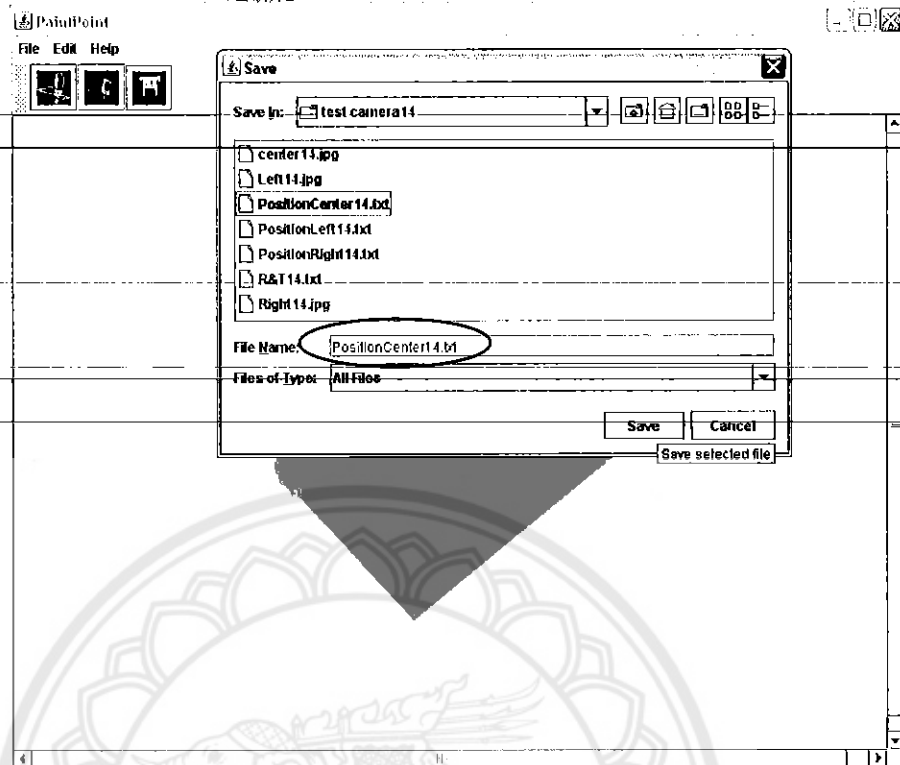 PaintPoint
File Edit Help
Save
Save In: test camera14
center14.jpg
Left14.jpg
PositionCenter14.txt
PositionLeft14.txt
PositionRight14.txt
R&T14.txt
Right14.jpg
File Name: PositionCenter14.txt
Files of Type: All Files
Save Cancel
Save selected file